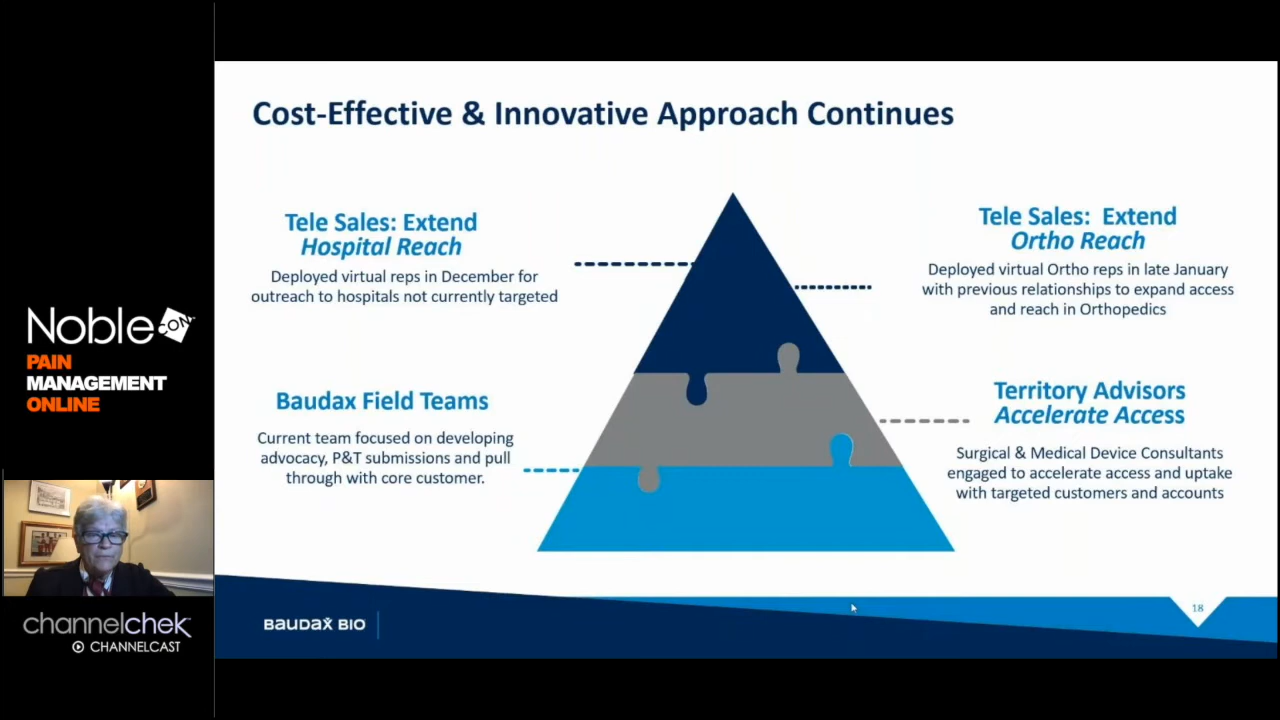 Cost-Effective & Innovative Approach Continues
Tele Sales: Extend
Hospital Reach
Deployed virtual reps in December for
outreach to hospitals not currently targeted
Tele Sales: Extend
Ortho Reach
Deployed virtual Ortho reps in late January
with previous relationships to expand access
and reach in Orthopedics
Baudax Field Teams
Current team focused on developing
advocacy, P&T submissions and pull
through with core customer.
Territory Advisors
Accelerate Access
Surgical & Medical Device Consultants
engaged to accelerate access and uptake
with targeted customers and accounts
BAUDAX BIO
18
Noble CON
PAIN
MANAGEMENT
ONLINE
channelchek
CHANNELCAST